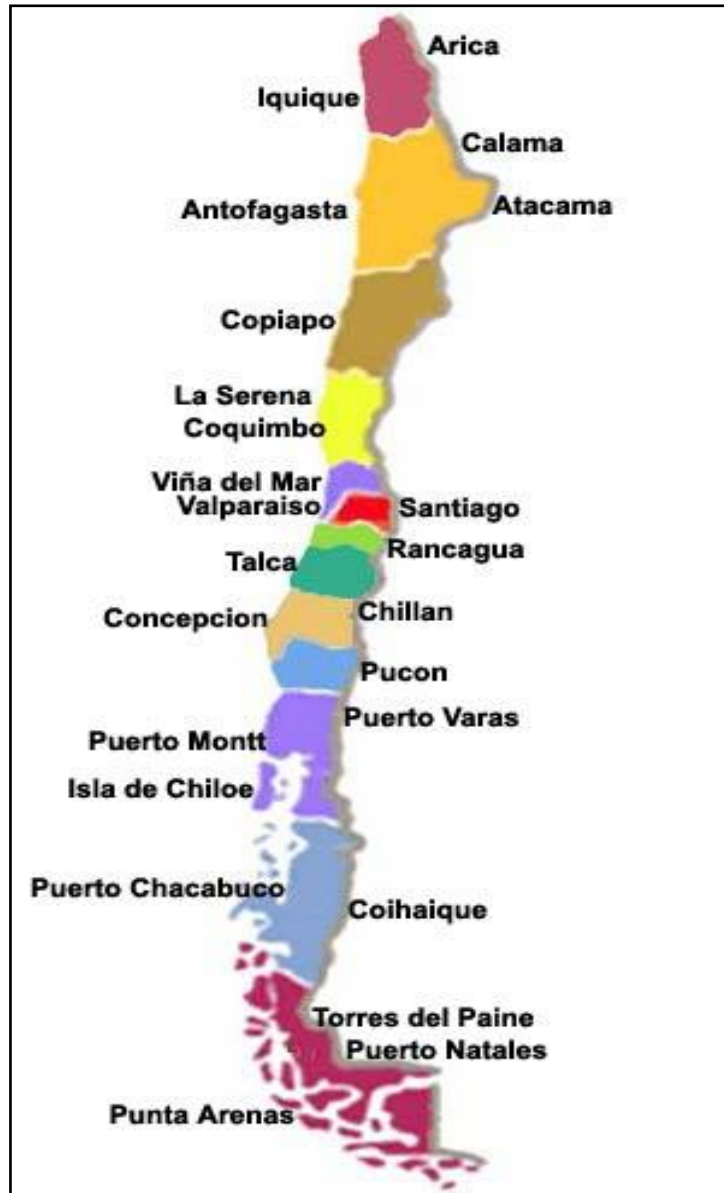 Arica
Iquique
Calama
Antofagasta
Atacama
Copiapo
La Serena
Coquimbo
Viña del Mar
Valparaiso
Santiago
Rancagua
Talca
Concepcion
Chillan
Pucon
Puerto Varas
Puerto Montt
Isla de Chiloe
Puerto Chacabuco
Coihaique
Torres del Paine
Puerto Natales
Punta Arenas